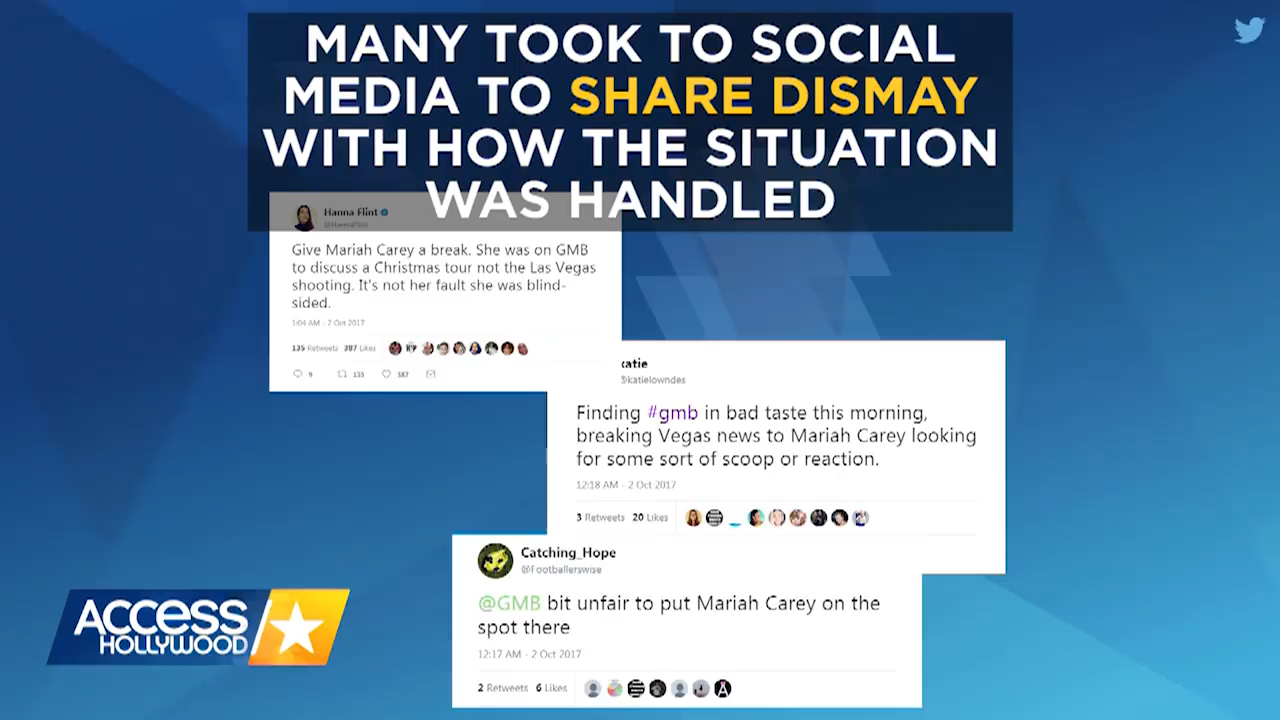 MANY TOOK TO SOCIAL
MEDIA TO SHARE DISMAY
WITH HOW THE SITUATION
WAS HANDLED
Hanna Flint
@HannaFlint
Give Mariah Carey a break. She was on GMB
to discuss a Christmas tour not the Las Vegas
shooting. It's not her fault she was blind-
sided.
1:04 AM - 2 Oct 2017
135 Retweets 387 Likes
9 135 387
katie
@katielowndes
Finding #gmb in bad taste this morning,
breaking Vegas news to Mariah Carey looking
for some sort of scoop or reaction.
12:18 AM - 2 Oct 2017
3 Retweets 20 Likes
Catching_Hope
@Footballerswise
@GMB bit unfair to put Mariah Carey on the
spot there
12:17 AM - 2 Oct 2017
2 Retweets 6 Likes
ACCESS
HOLLYWOOD